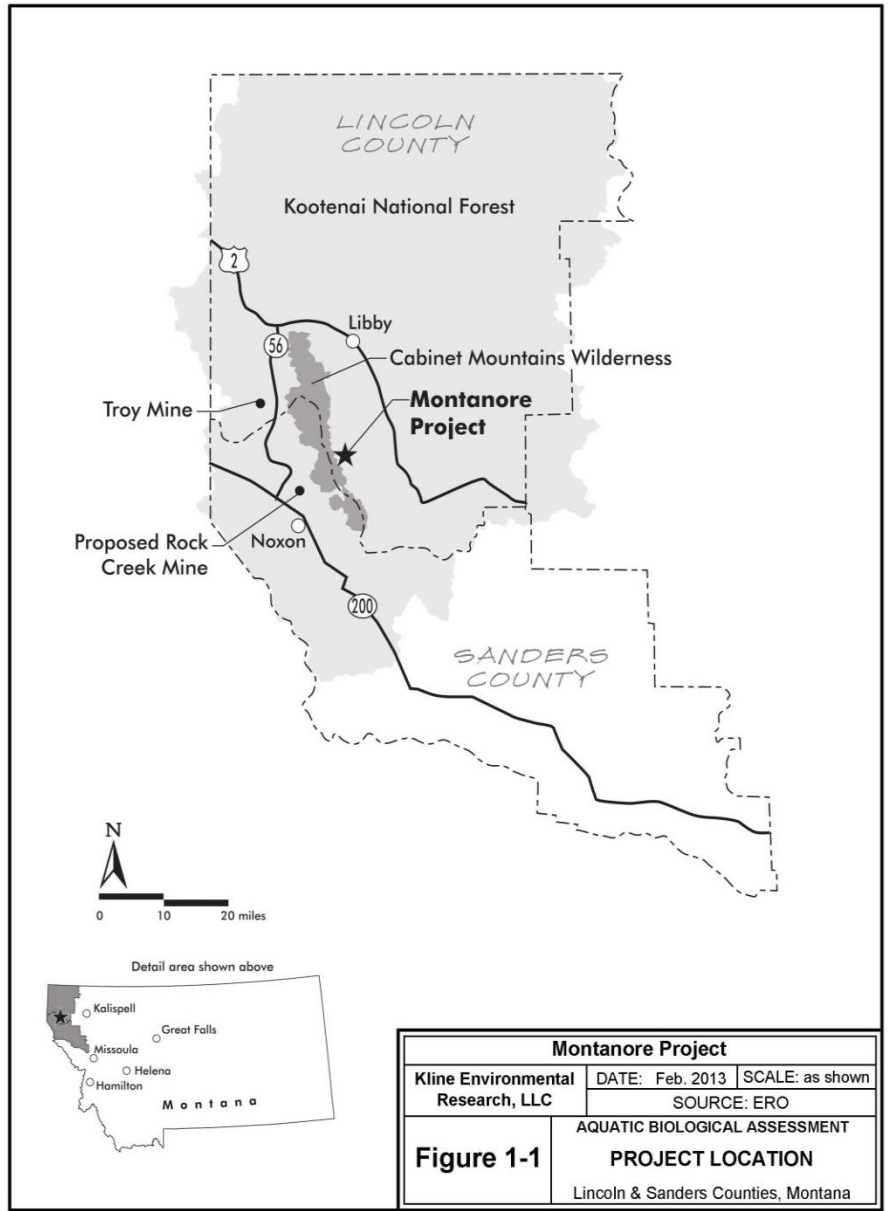 LINCOLN
COUNTY
Kootenai National Forest
2
Libby
56
Cabinet Mountains Wilderness
Troy Mine
Montanore
Project
Proposed Rock
Creek Mine
Noxon
200
SANDERS
COUNTY
N
0 10 20 miles
Detail area shown above
Kalispell
Great Falls
Missoula
Helena
Hamilton
Montana
Montanore Project
Kline Environmental
Research, LLC
DATE: Feb. 2013
SCALE: as shown
SOURCE: ERO
Figure 1-1
AQUATIC BIOLOGICAL ASSESSMENT
PROJECT LOCATION
Lincoln & Sanders Counties, Montana